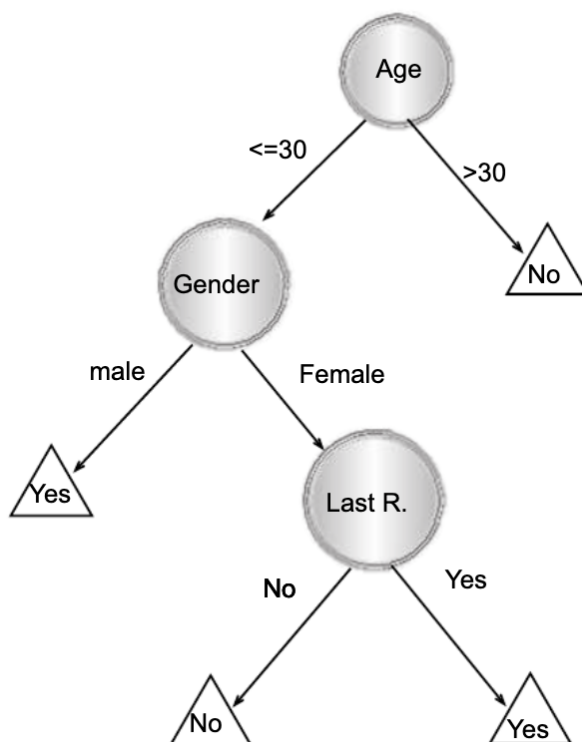 Age
<=30
>30
Gender
No
male
Female
Yes
Last R.
No
Yes
No
Yes